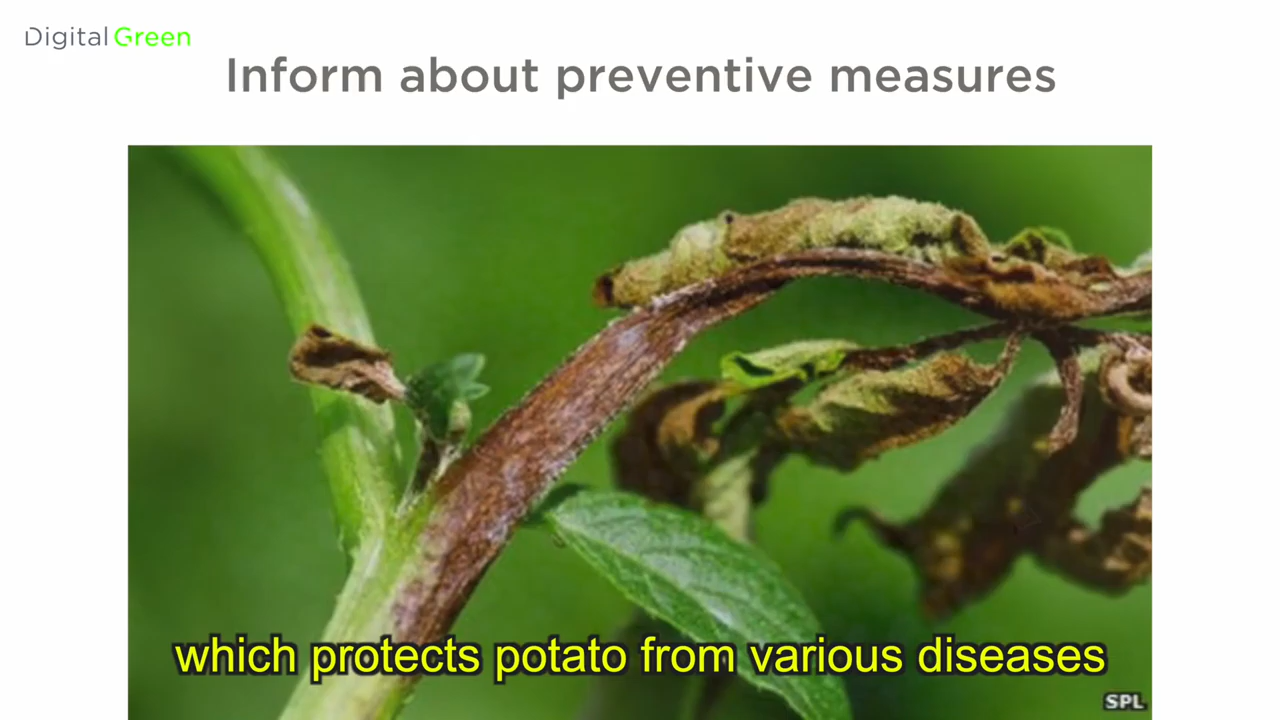 Digital Green
Inform about preventive measures
which protects potato from various diseases
SPL